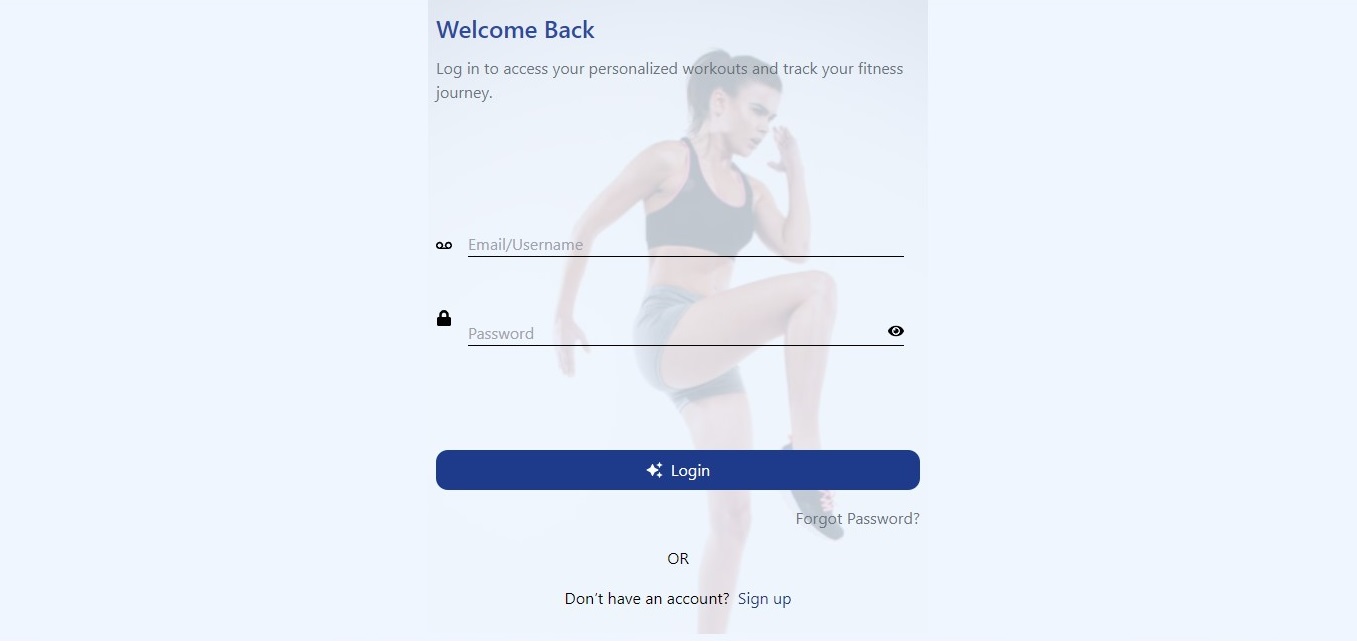 Welcome Back
Log in to access your personalized workouts and track your fitness
journey.
Email/Username
Password
Login
Forgot Password?
OR
Don't have an account? Sign up